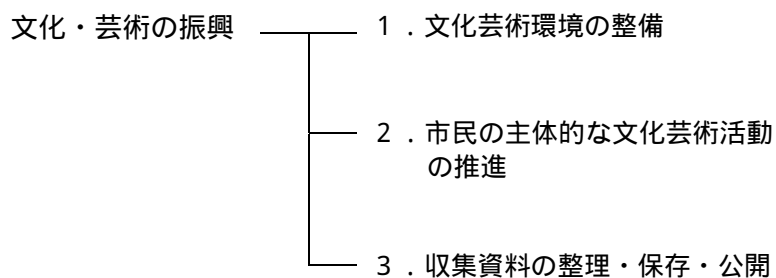 文化・芸術の振興
1．文化芸術環境の整備
2．市民の主体的な文化芸術活動
の推進
3．収集資料の整理・保存・公開